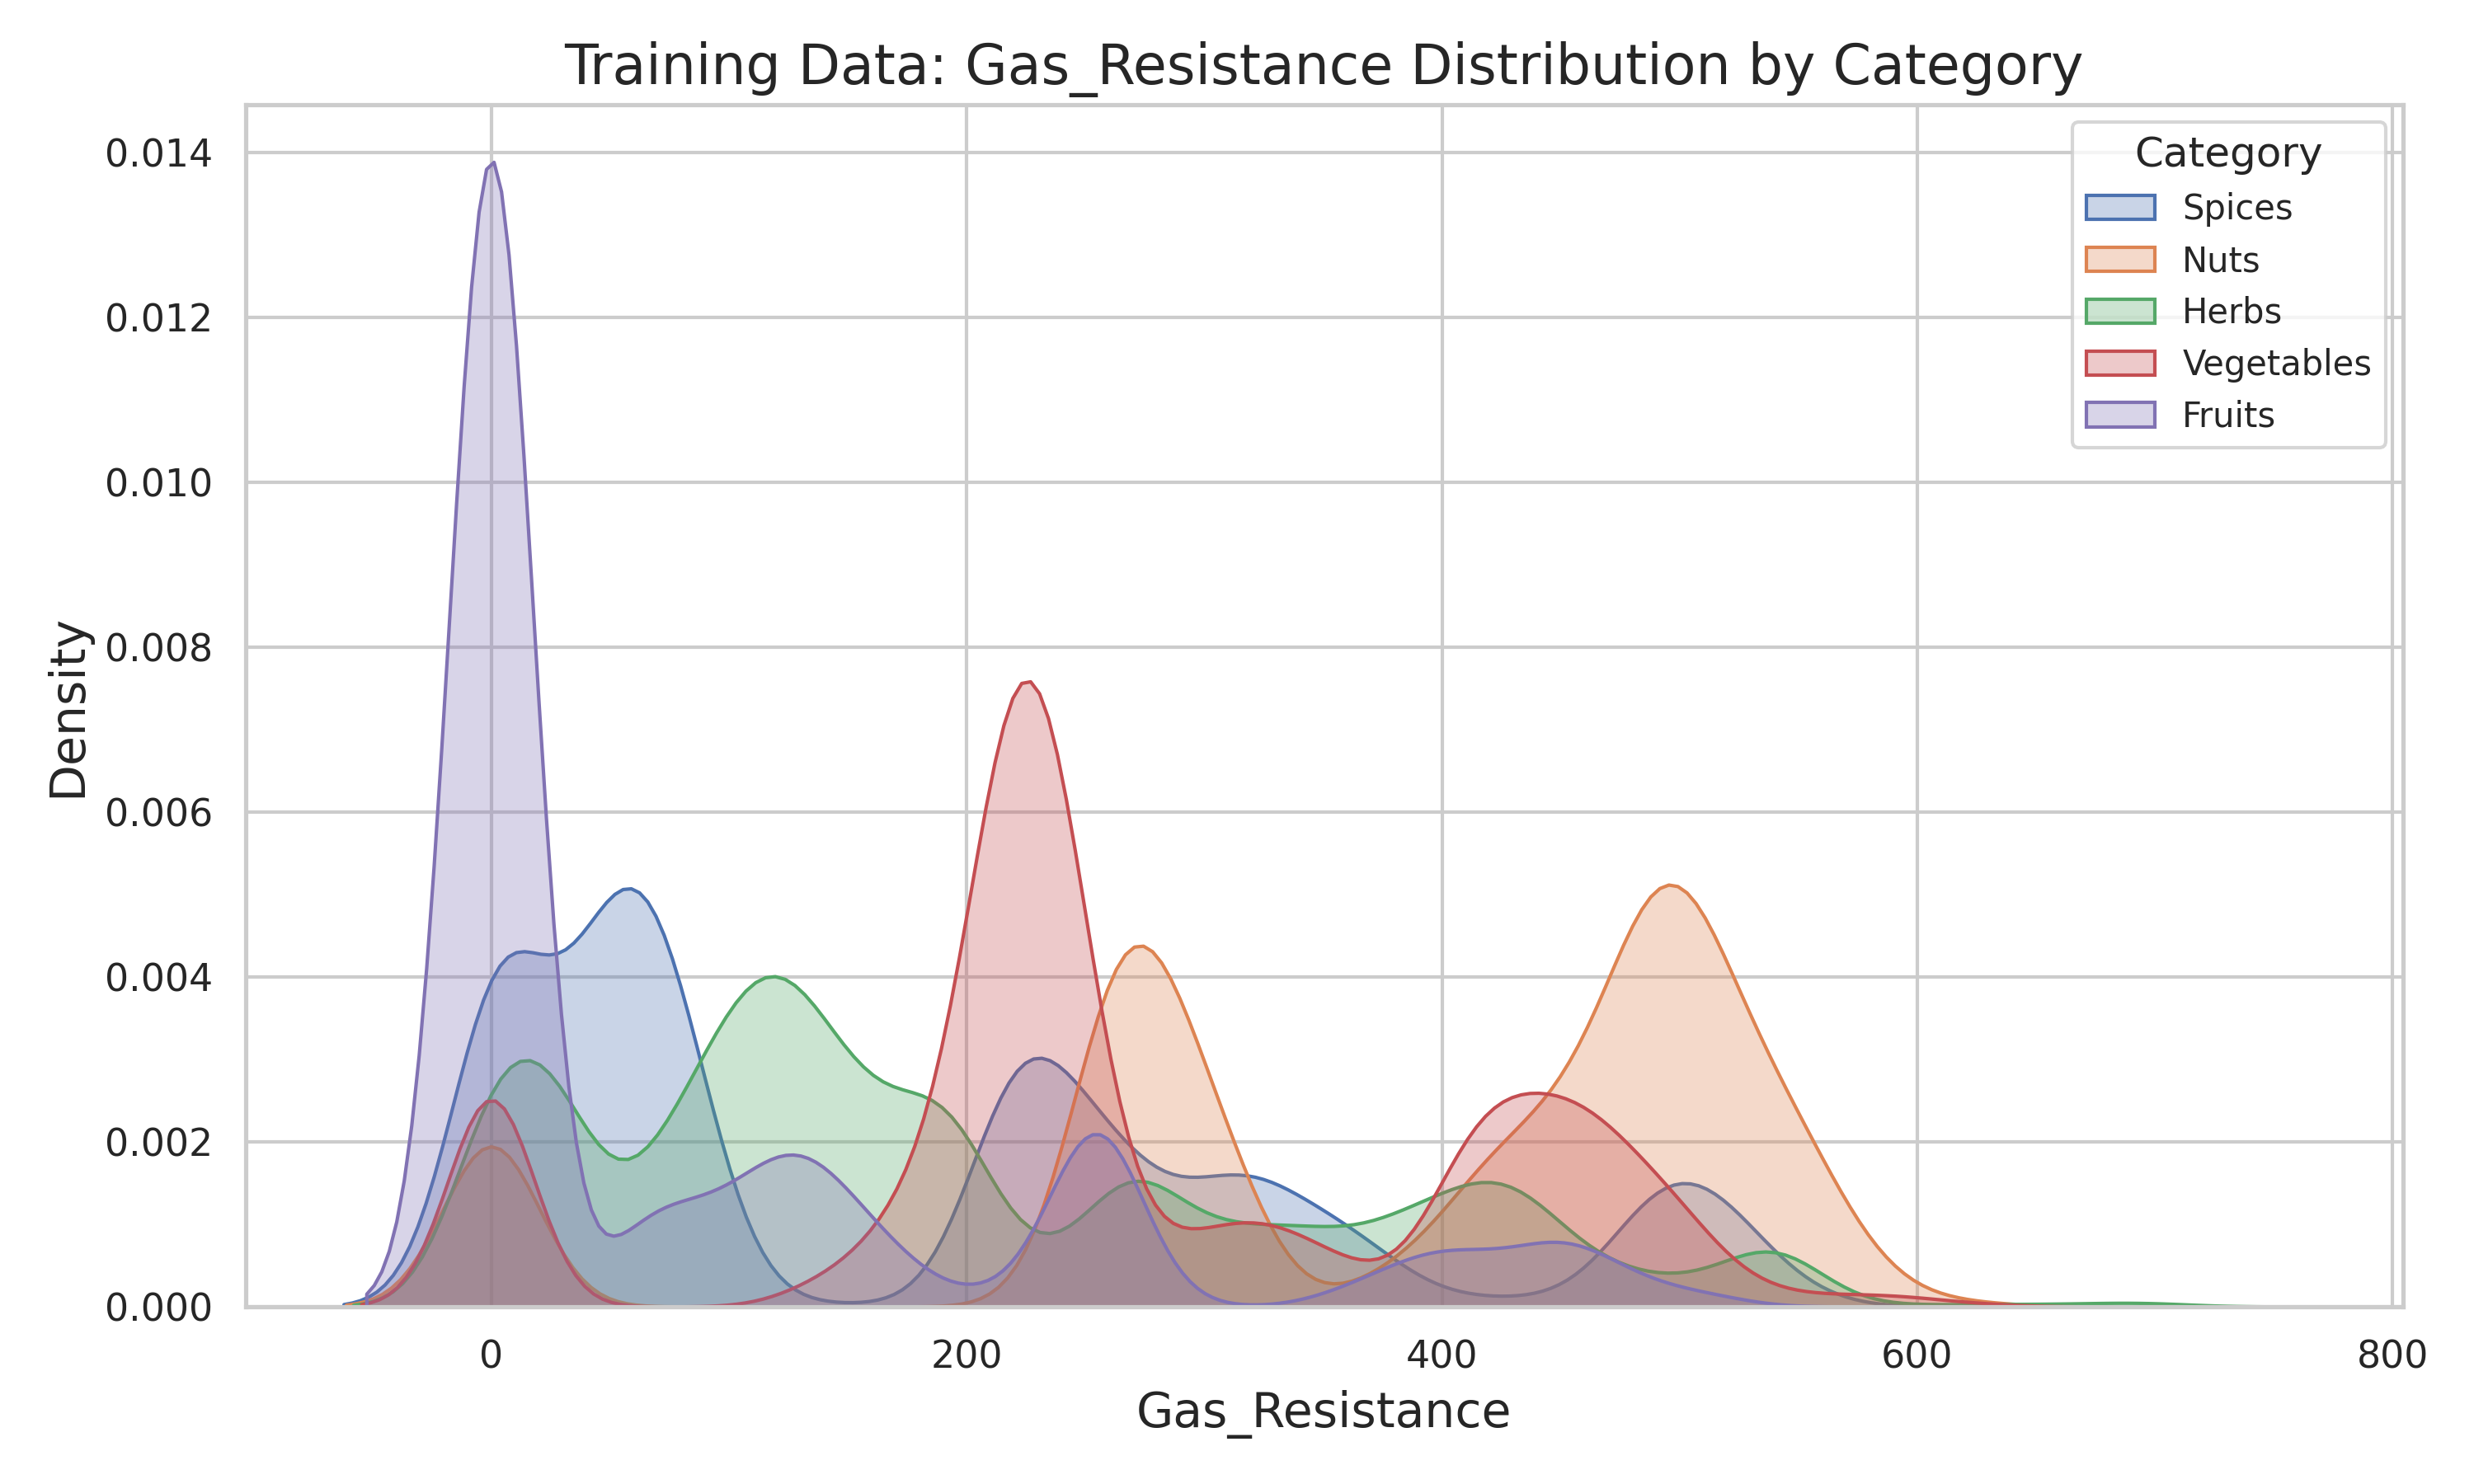 Training Data: Gas_Resistance Distribution by Category
Category
Spices
Nuts
Herbs
Vegetables
Fruits
Density
0.014
0.012
0.010
0.008
0.006
0.004
0.002
0.000
0 200 400 600 800
Gas_Resistance